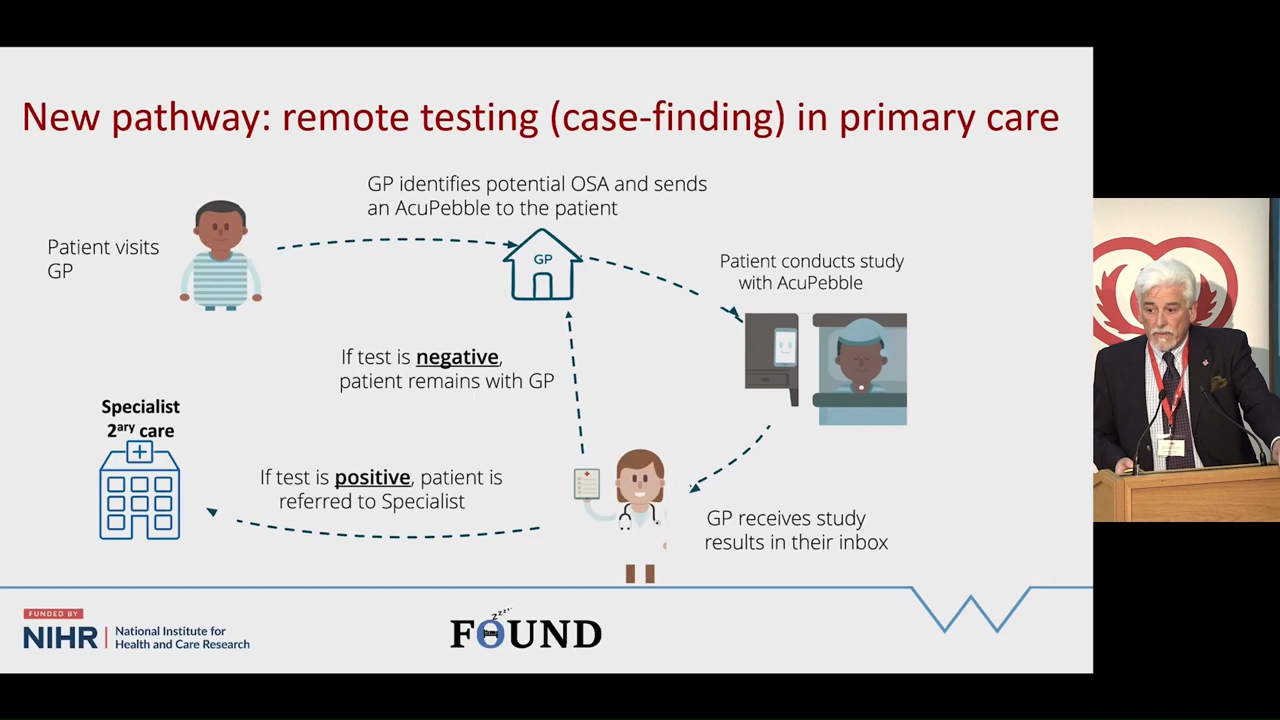 New pathway: remote testing (case-finding) in primary care
GP identifies potential OSA and sends
an AcuPebble to the patient
Patient visits
GP
GP
Patient conducts study
with AcuPebble
If test is negative,
patient remains with GP
Specialist
2ary care
If test is positive, patient is
referred to Specialist
GP receives study
results in their inbox
FUNDED BY
NIHR
National Institute for
Health and Care Research
zzzz
FOUND